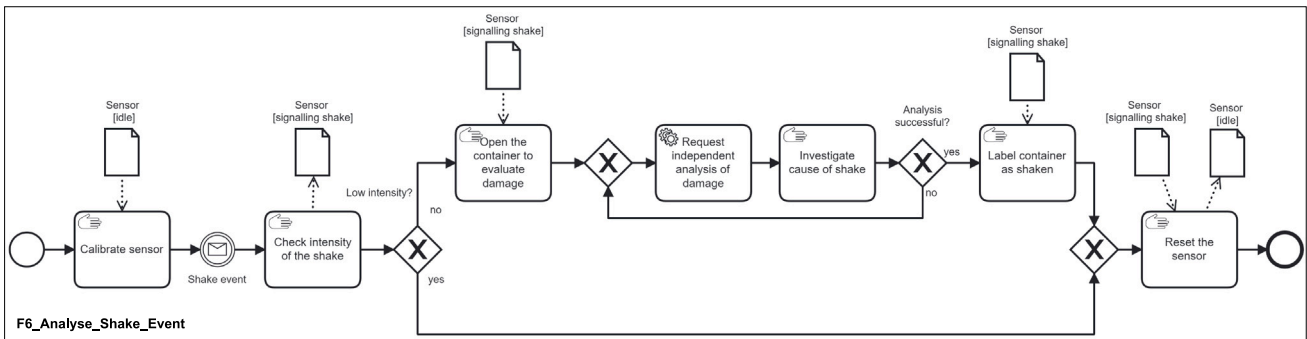 Sensor
[idle]
Calibrate sensor
Shake event
Sensor
[signalling shake]
Check intensity
of the shake
Low intensity?
no
yes
Sensor
[signalling shake]
Open the
container to
evaluate
damage
Request
independent
analysis of
damage
Investigate
cause of shake
Analysis
successful?
yes
no
Sensor
[signalling shake]
Label container
as shaken
Sensor
[signalling shake]
Sensor
[idle]
Reset the
sensor
F6_Analyse_Shake_Event